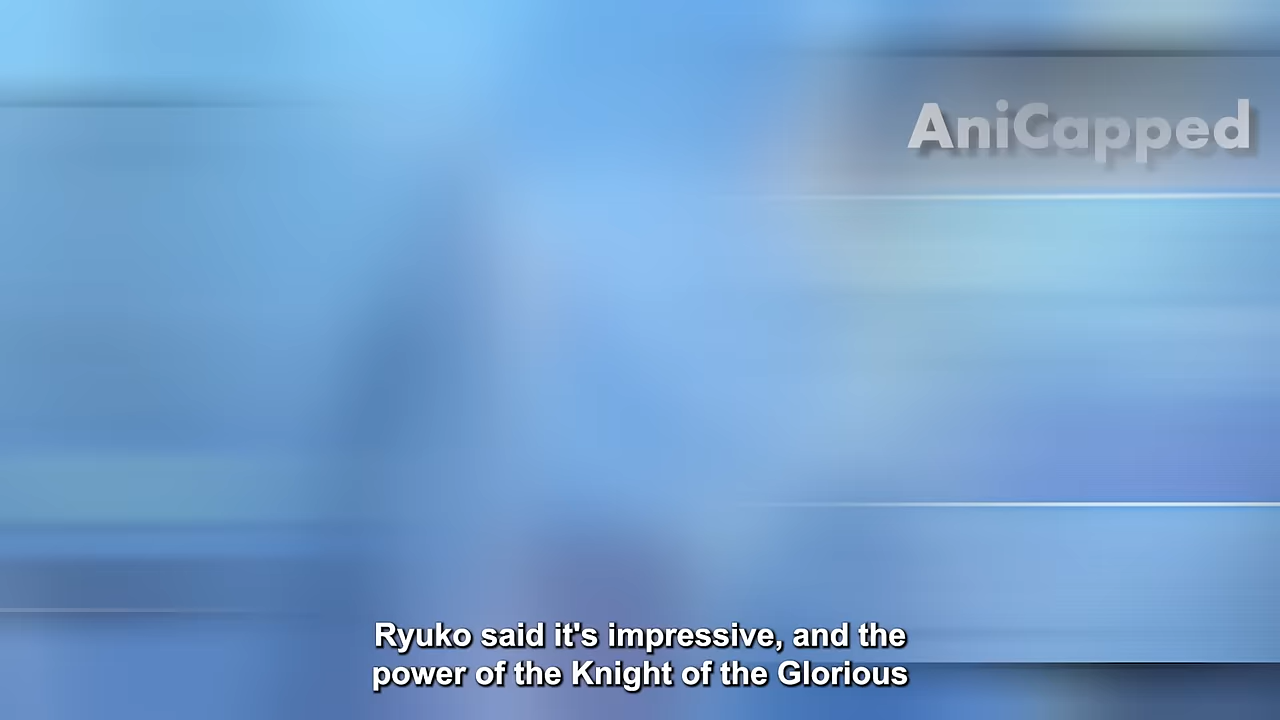 AniCapped
Ryuko said it's impressive, and the
power of the Knight of the Glorious